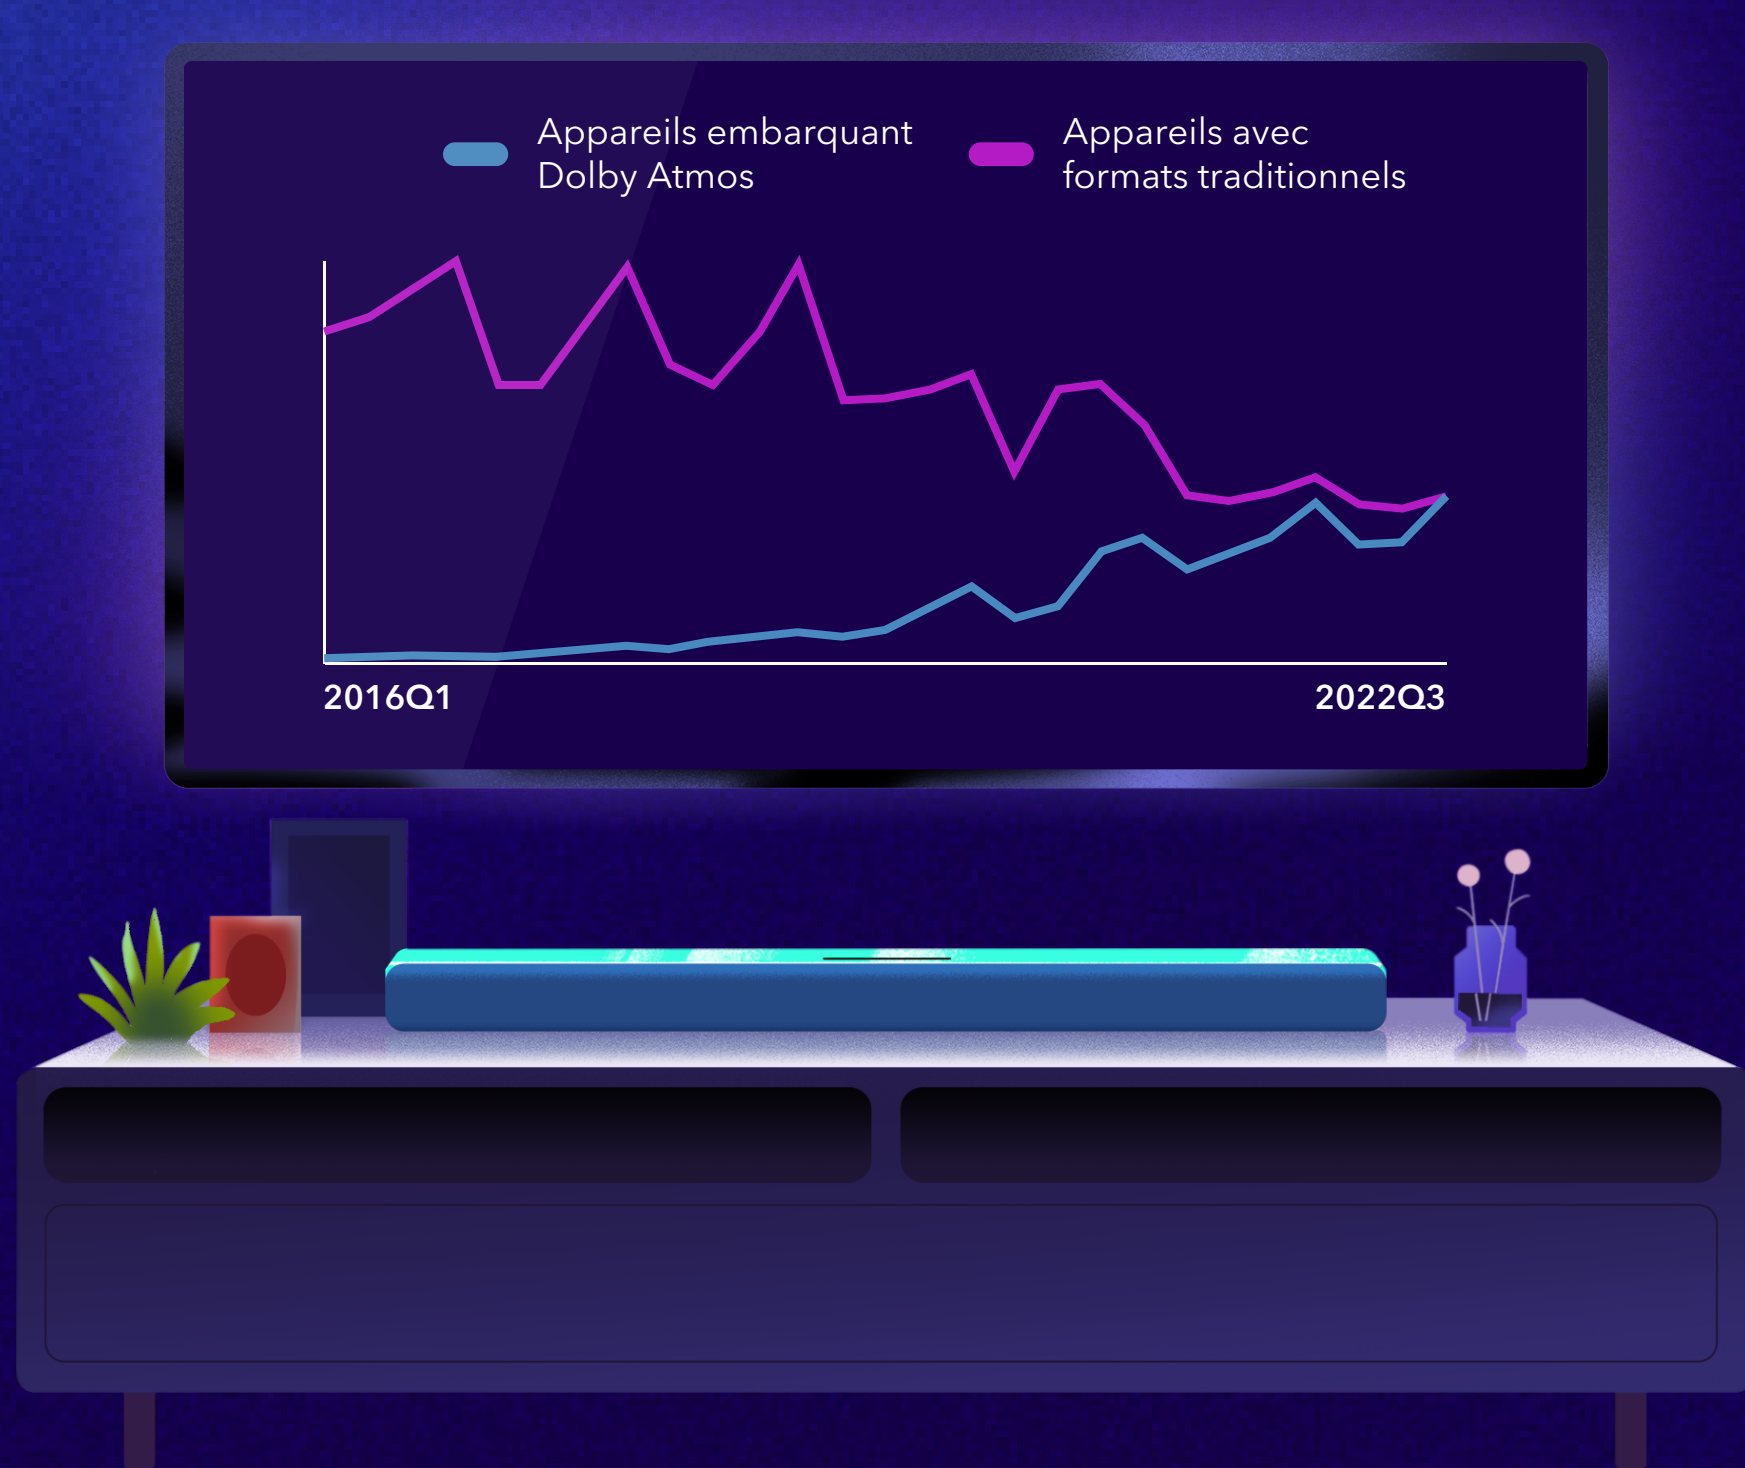 Appareils embarquant
Dolby Atmos
Appareils avec
formats traditionnels
2016Q1
2022Q3